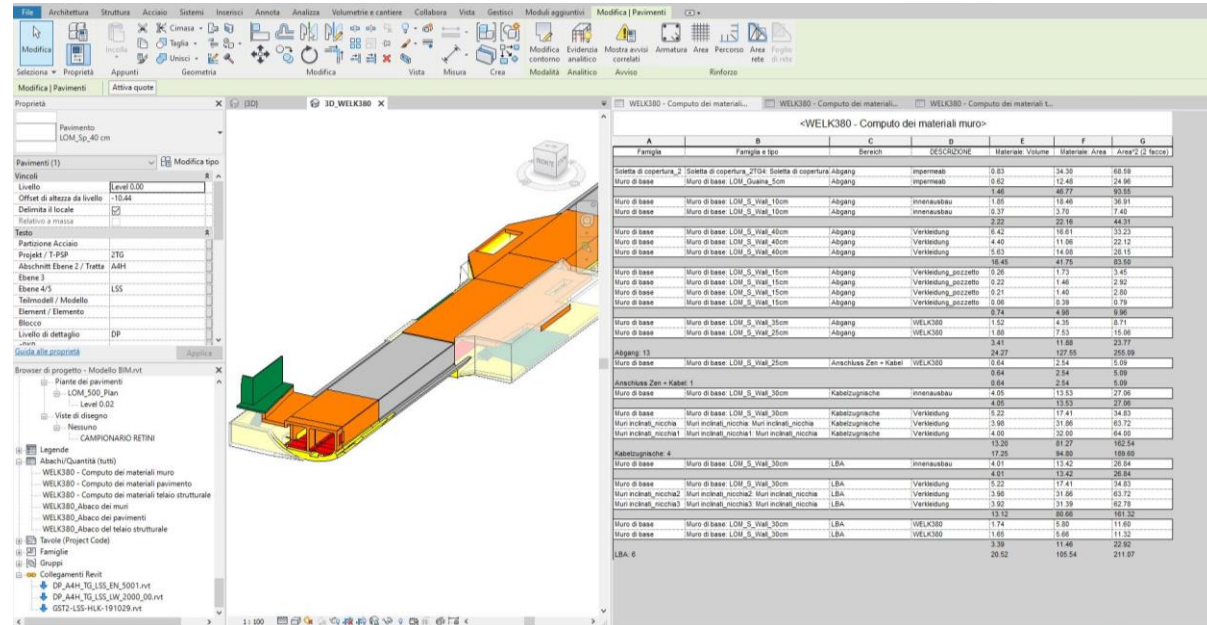 File Architettura Struttura Acciaio Sistemi Inserisci Annota Analizza Volumetrie e cantiere Collabora Vista Gestisci Moduli aggiuntivi Modifica | Pavimenti
Modifica
Incolla
Cimasa
Taglia
Unisci
Modifica contorno
Evidenzia analitico
Mostra avvisi correlati
Armatura Area Percorso
Area rete
Foglio di rete
Seleziona Proprietà Appunti Geometria Modifica Vista Misura Crea Modalità Analitico Avviso Rinforzo
Modifica | Pavimenti Attiva quote
Proprietà
Pavimento
LOM_Sp_40 cm
Pavimenti (1) Modifica tipo
Vincoli
Livello Level 0.00
Offset di altezza da livello -10.44
Delimita il locale
Relativo a massa
Testo
Partizione Acciaio
Projekt / T-PSP 2TG
Abschnitt Ebene 2 / Tratta A4H
Ebene 3
Ebene 4/5 LSS
Teilmodell / Modello
Element / Elemento
Blocco
Livello di dettaglio DP
Guida alle proprietà Applica
Browser di progetto - Modello BIM.rvt
Piante dei pavimenti
LOM_500_Plan
Level 0.02
Viste di disegno
Nessuno
CAMPIONARIO RETINI
Legende
Abachi/Quantità (tutti)
WELK380 - Computo dei materiali muro
WELK380 - Computo dei materiali pavimento
WELK380 - Computo dei materiali telaio strutturale
WELK380_Abaco dei muri
WELK380_Abaco dei pavimenti
WELK380_Abaco del telaio strutturale
Tavole (Project Code)
Famiglie
Gruppi
Collegamenti Revit
DP_A4H_TG_LSS_EN_5001.rvt
DP_A4H_TG_LSS_LW_2000_00.rvt
GST2-LSS-HLK-191029.rvt
{3D} 3D_WELK380
FRONTE
1 : 100
WELK380 - Computo dei materiali... WELK380 - Computo dei materiali... WELK380 - Computo dei materiali t...
<WELK380 - Computo dei materiali muro>
A B C D E F G
Famiglia Famiglia e tipo Bereich DESCRIZIONE Materiale: Volume Materiale: Area Area*2 (2 facce)
Soletta di copertura_2 Soletta di copertura_2TG4: Soletta di copertura Abgang impermeab 0.83 34.30 68.59
Muro di base Muro di base: LOM_Guaina_5cm Abgang impermeab 0.62 12.48 24.96
1.46 46.77 93.55
Muro di base Muro di base: LOM_S_Wall_10cm Abgang innenausbau 1.85 18.46 36.91
Muro di base Muro di base: LOM_S_Wall_10cm Abgang innenausbau 0.37 3.70 7.40
2.22 22.16 44.31
Muro di base Muro di base: LOM_S_Wall_40cm Abgang Verkleidung 6.42 16.61 33.23
Muro di base Muro di base: LOM_S_Wall_40cm Abgang Verkleidung 4.40 11.06 22.12
Muro di base Muro di base: LOM_S_Wall_40cm Abgang Verkleidung 5.63 14.08 28.15
16.45 41.75 83.50
Muro di base Muro di base: LOM_S_Wall_15cm Abgang Verkleidung_pozzetto 0.26 1.73 3.45
Muro di base Muro di base: LOM_S_Wall_15cm Abgang Verkleidung_pozzetto 0.22 1.46 2.92
Muro di base Muro di base: LOM_S_Wall_15cm Abgang Verkleidung_pozzetto 0.21 1.40 2.80
Muro di base Muro di base: LOM_S_Wall_15cm Abgang Verkleidung_pozzetto 0.06 0.39 0.79
0.74 4.98 9.96
Muro di base Muro di base: LOM_S_Wall_35cm Abgang WELK380 1.52 4.35 8.71
Muro di base Muro di base: LOM_S_Wall_25cm Abgang WELK380 1.88 7.53 15.06
3.41 11.88 23.77
Abgang: 13 24.27 127.55 255.09
Muro di base Muro di base: LOM_S_Wall_25cm Anschluss Zen + Kabel WELK380 0.64 2.54 5.09
0.64 2.54 5.09
Anschluss Zen + Kabel: 1 0.64 2.54 5.09
Muro di base Muro di base: LOM_S_Wall_30cm Kabelzugnische innenausbau 4.05 13.53 27.06
4.05 13.53 27.06
Muro di base Muro di base: LOM_S_Wall_30cm Kabelzugnische Verkleidung 5.22 17.41 34.83
Muri inclinati_nicchia Muri inclinati_nicchia: Muri inclinati_nicchia Kabelzugnische Verkleidung 3.98 31.86 63.72
Muri inclinati_nicchia1 Muri inclinati_nicchia1: Muri inclinati_nicchia Kabelzugnische Verkleidung 4.00 32.00 64.00
13.20 81.27 162.54
Kabelzugnische: 4 17.25 94.80 189.60
Muro di base Muro di base: LOM_S_Wall_30cm LBA innenausbau 4.01 13.42 26.84
4.01 13.42 26.84
Muro di base Muro di base: LOM_S_Wall_30cm LBA Verkleidung 5.22 17.41 34.83
Muri inclinati_nicchia2 Muri inclinati_nicchia2: Muri inclinati_nicchia LBA Verkleidung 3.98 31.86 63.72
Muri inclinati_nicchia3 Muri inclinati_nicchia3: Muri inclinati_nicchia LBA Verkleidung 3.92 31.39 62.78
13.12 80.66 161.32
Muro di base Muro di base: LOM_S_Wall_30cm LBA WELK380 1.74 5.80 11.60
Muro di base Muro di base: LOM_S_Wall_30cm LBA WELK380 1.65 5.66 11.32
3.39 11.46 22.92
LBA: 6 20.52 105.54 211.07